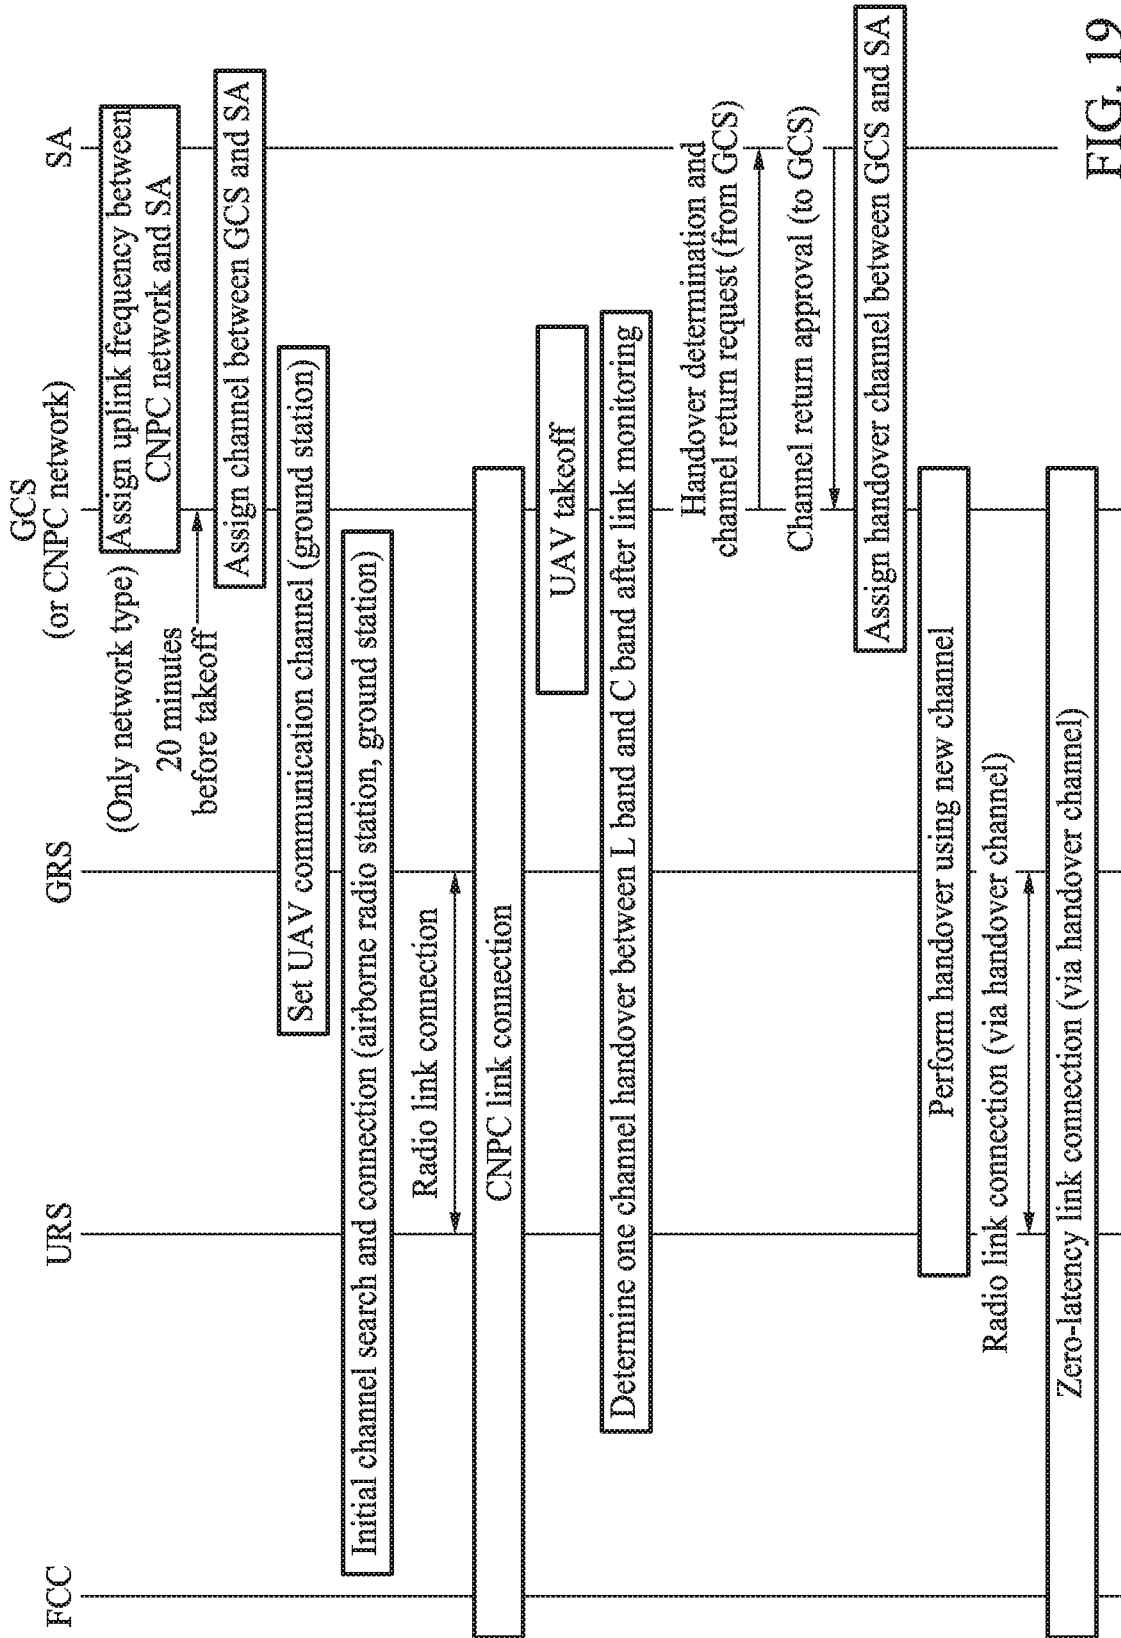 FCC
URS
GRS
GCS
(or CNPC network)
SA
(Only network type)
Assign uplink frequency between
CNPC network and SA
20 minutes
before takeoff
Assign channel between GCS and SA
Set UAV communication channel (ground station)
Initial channel search and connection (airborne radio station, ground station)
Radio link connection
CNPC link connection
UAV takeoff
Determine one channel handover between L band and C band after link monitoring
Handover determination and
channel return request (from GCS)
Channel return approval (to GCS)
Assign handover channel between GCS and SA
Perform handover using new channel
Radio link connection (via handover channel)
Zero-latency link connection (via handover channel)
FIG. 19